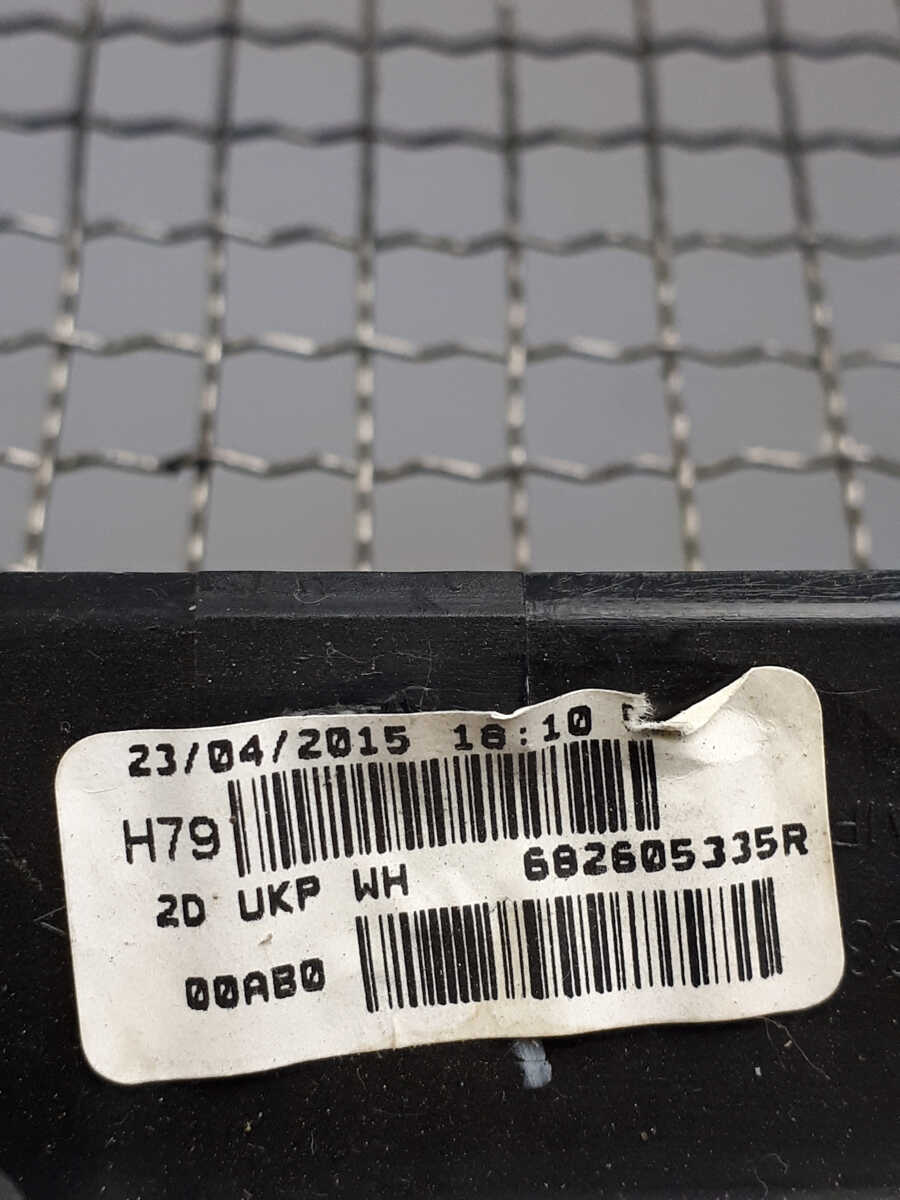 23/04/2015 18:10
H79
682605335R
2D UKP WH
00AB0